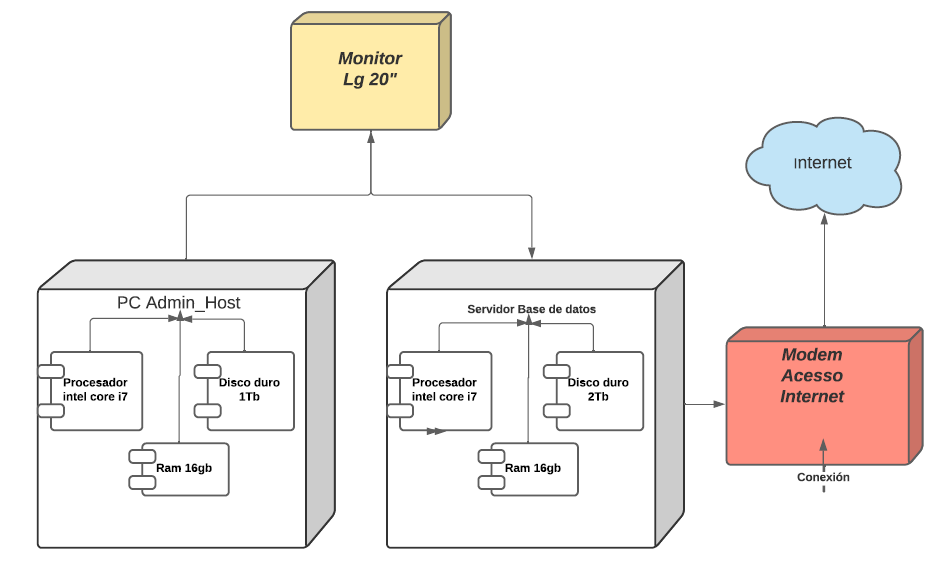 Monitor
Lg 20"
Internet
PC Admin_Host
Procesador
intel core i7
Disco duro
1Tb
Ram 16gb
Servidor Base de datos
Procesador
intel core i7
Disco duro
2Tb
Ram 16gb
Modem
Acesso
Internet
Conexión